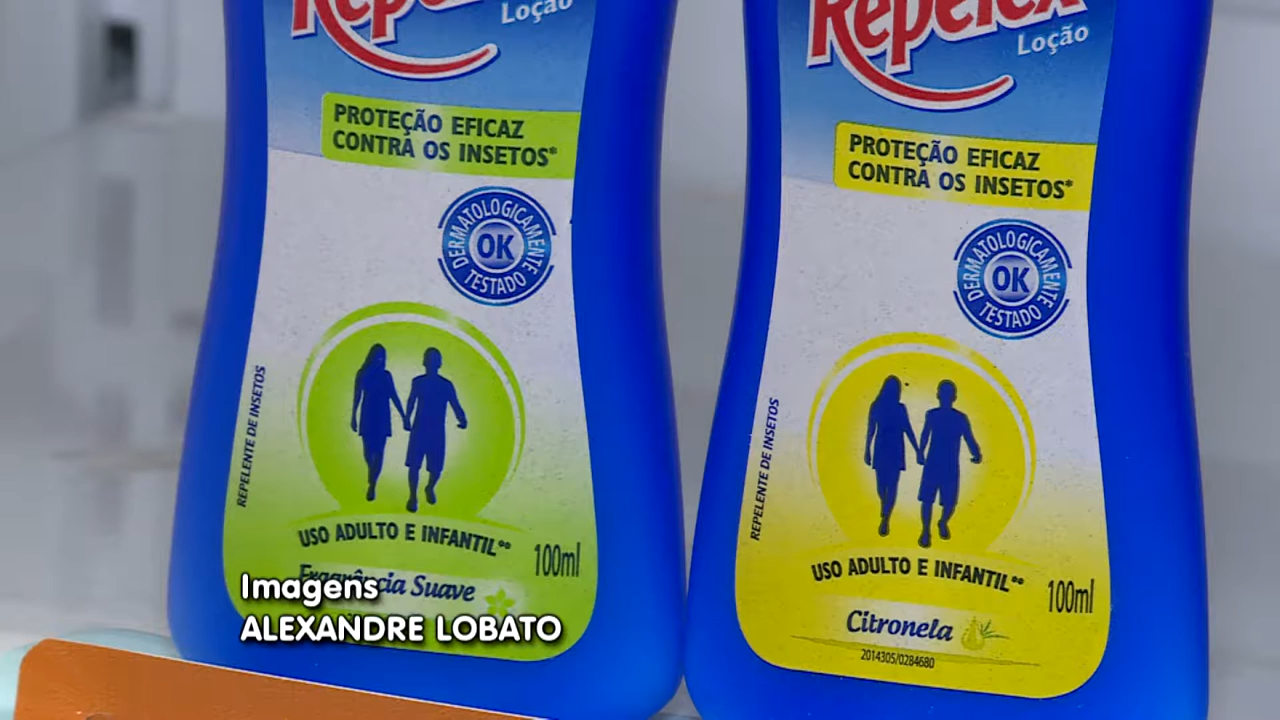 Repelex
Loção
PROTEÇÃO EFICAZ
CONTRA OS INSETOS*
DERMATOLOGICAMENTE
OK
TESTADO
REPELENTE DE INSETOS
USO ADULTO E INFANTIL**
100ml
Fragrância Suave
Imagens
ALEXANDRE LOBATO
Repelex
Loção
PROTEÇÃO EFICAZ
CONTRA OS INSETOS*
DERMATOLOGICAMENTE
OK
TESTADO
REPELENTE DE INSETOS
USO ADULTO E INFANTIL**
100ml
Citronela
2014305/0284680